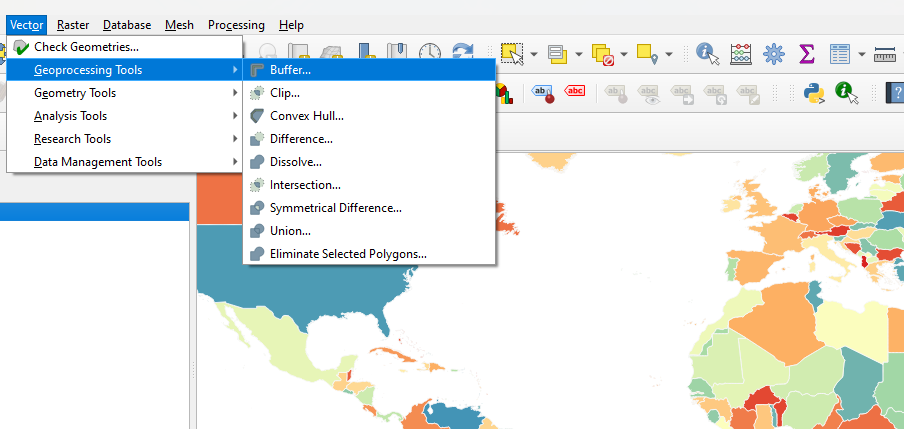 Vector Raster Database Mesh Processing Help
Check Geometries...
Geoprocessing Tools
Geometry Tools
Analysis Tools
Research Tools
Data Management Tools
Buffer...
Clip...
Convex Hull...
Difference...
Dissolve...
Intersection...
Symmetrical Difference...
Union...
Eliminate Selected Polygons...
abc